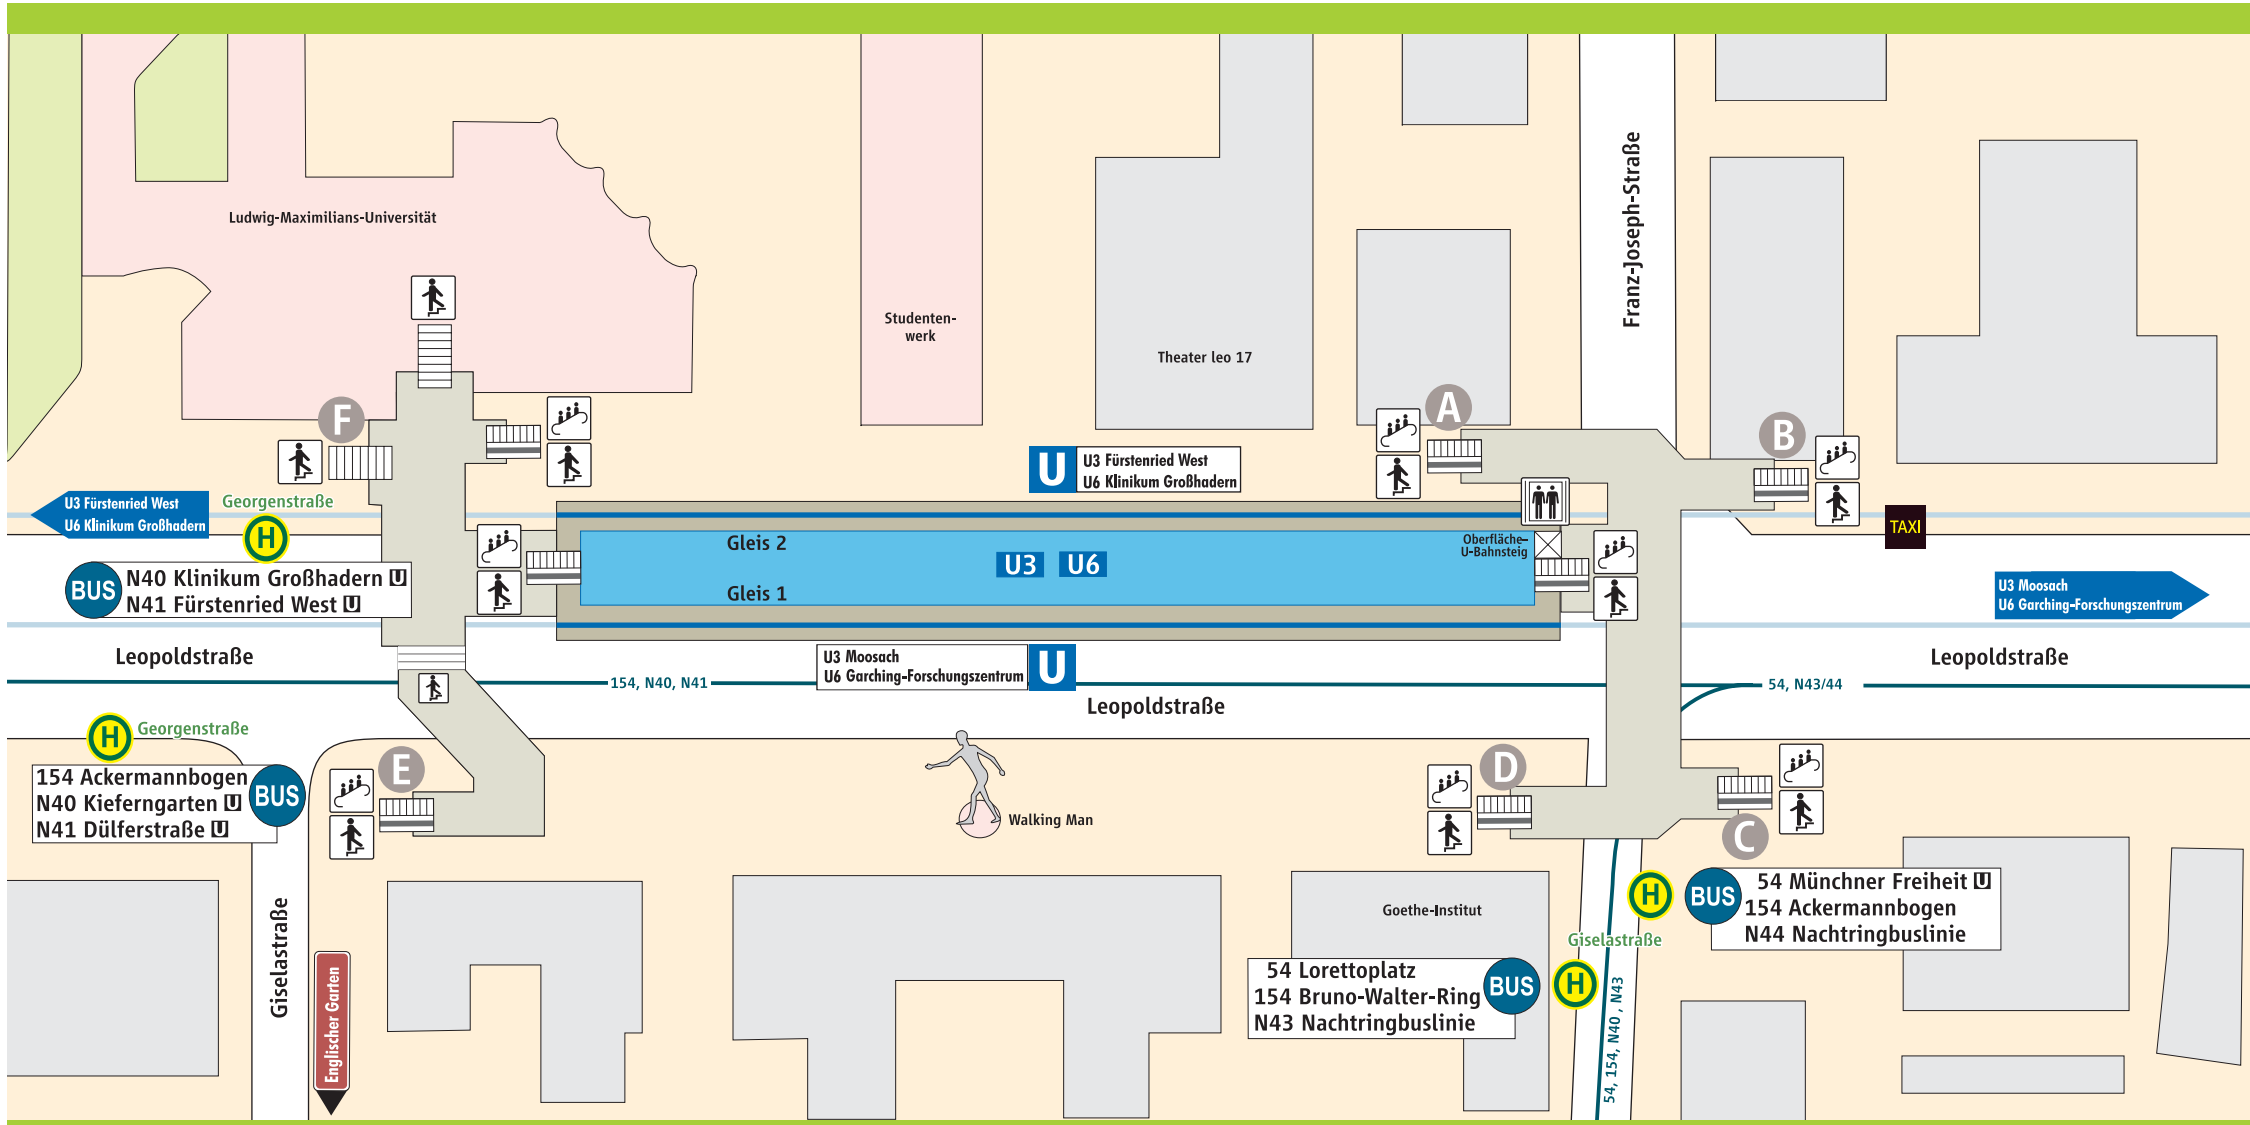 Ludwig-Maximilians-Universität
Studenten-
werk
Theater leo 17
Franz-Joseph-Straße
A
B
F
U
U3 Fürstenried West
U6 Klinikum Großhadern
U3 Fürstenried West
U6 Klinikum Großhadern
Georgenstraße
H
TAXI
Gleis 2
Gleis 1
U3
U6
Oberfläche-
U-Bahnsteig
BUS
N40 Klinikum Großhadern U
N41 Fürstenried West U
U3 Moosach
U6 Garching-Forschungszentrum
Leopoldstraße
U3 Moosach
U6 Garching-Forschungszentrum
U
Leopoldstraße
154, N40, N41
54, N43/44
Leopoldstraße
H
Georgenstraße
154 Ackermannbogen
N40 Kieferngarten U
N41 Dülferstraße U
BUS
E
D
C
Walking Man
Giselastraße
Englischer Garten
Goethe-Institut
H
BUS
54 Münchner Freiheit U
154 Ackermannbogen
N44 Nachtringbuslinie
Giselastraße
54 Lorettoplatz
154 Bruno-Walter-Ring
N43 Nachtringbuslinie
BUS
H
54, 154, N40 , N43